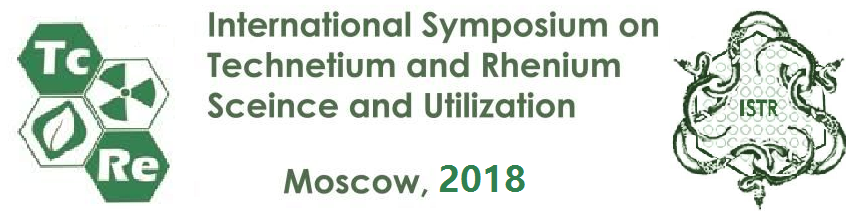 Tc
Re
International Symposium on
Technetium and Rhenium
Sceince and Utilization
Moscow, 2018
ISTR